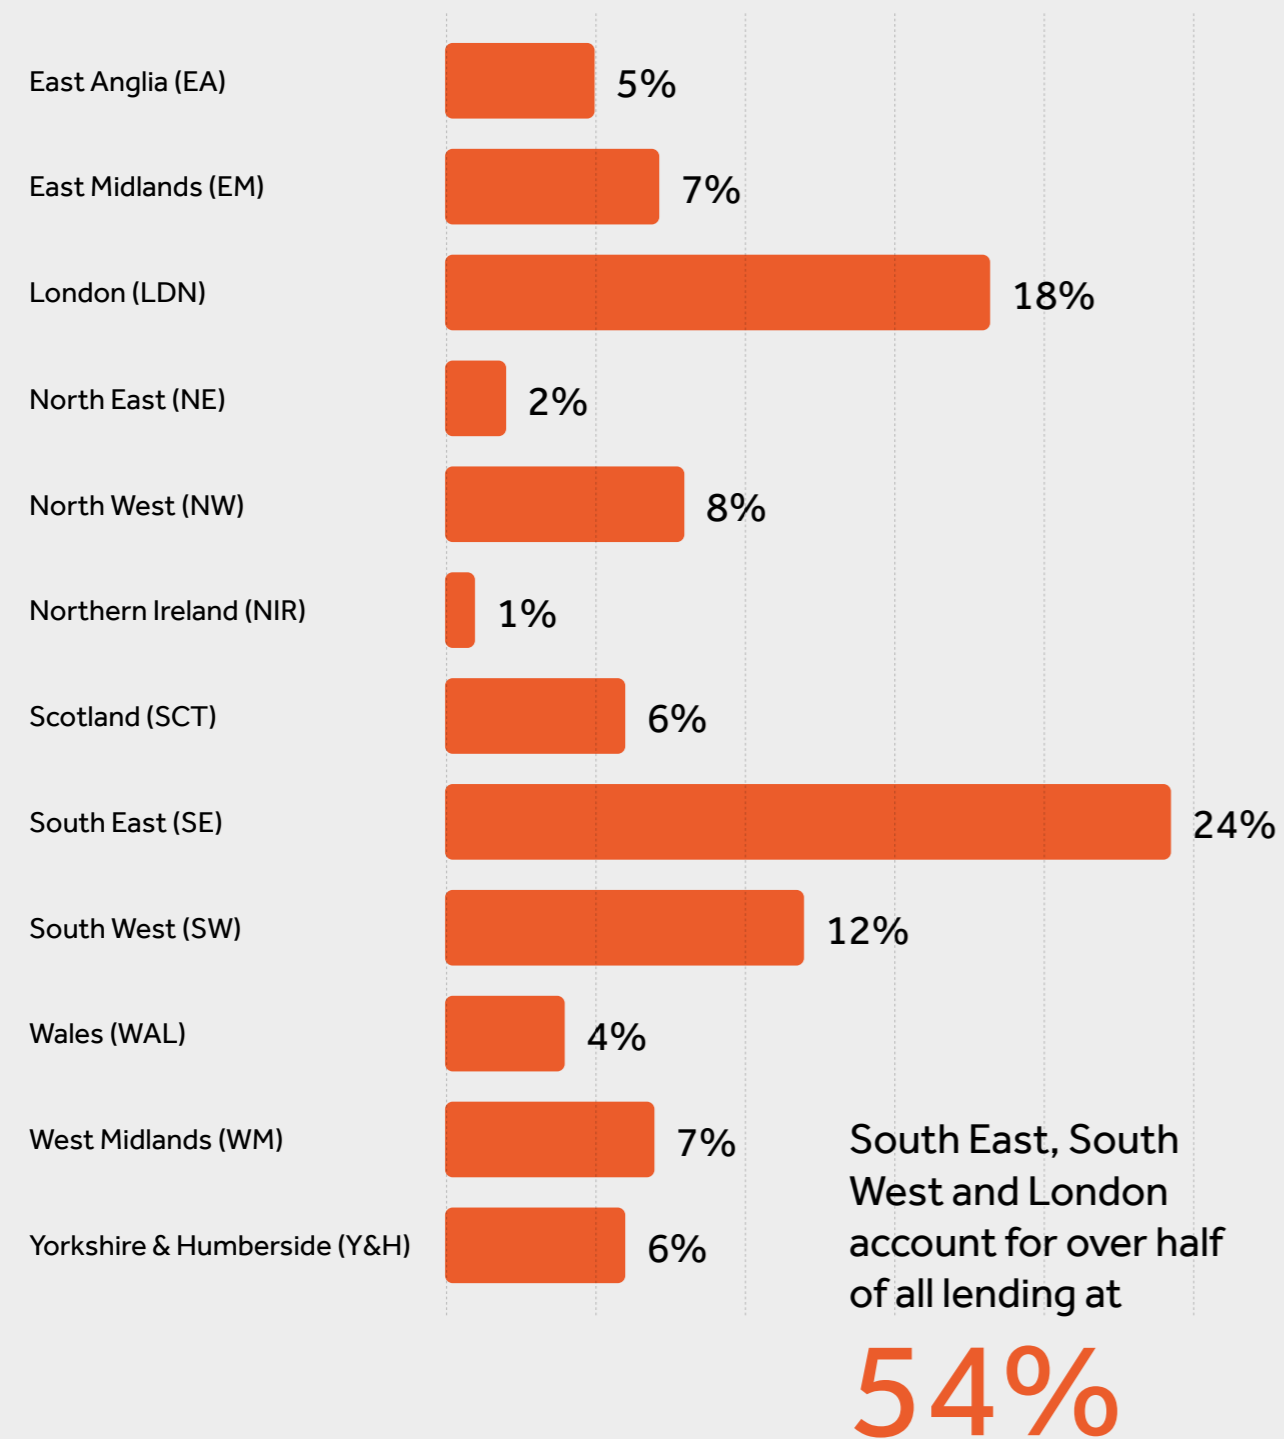 East Anglia (EA) 5%
East Midlands (EM) 7%
London (LDN) 18%
North East (NE) 2%
North West (NW) 8%
Northern Ireland (NIR) 1%
Scotland (SCT) 6%
South East (SE) 24%
South West (SW) 12%
Wales (WAL) 4%
West Midlands (WM) 7%
Yorkshire & Humberside (Y&H) 6%
South East, South
West and London
account for over half
of all lending at
54%